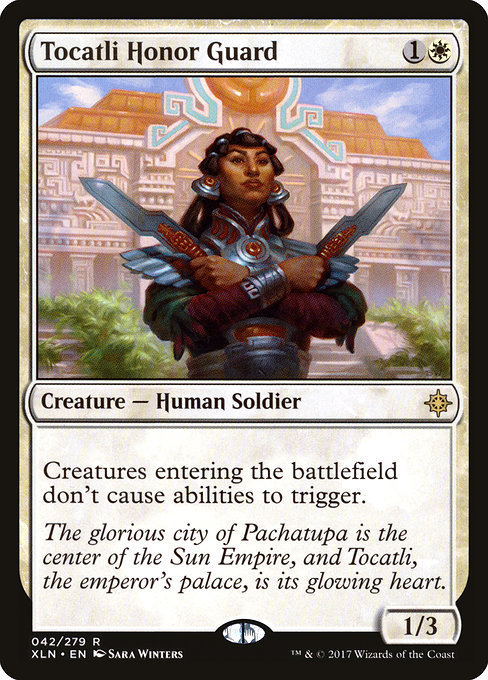 Tocatli Honor Guard 1
Creature — Human Soldier
Creatures entering the battlefield
don't cause abilities to trigger.
The glorious city of Pachatupa is the
center of the Sun Empire, and Tocatli,
the emperor's palace, is its glowing heart.
1/3
042/279 R
XLN • EN Sara Winters
™ & © 2017 Wizards of the Coast